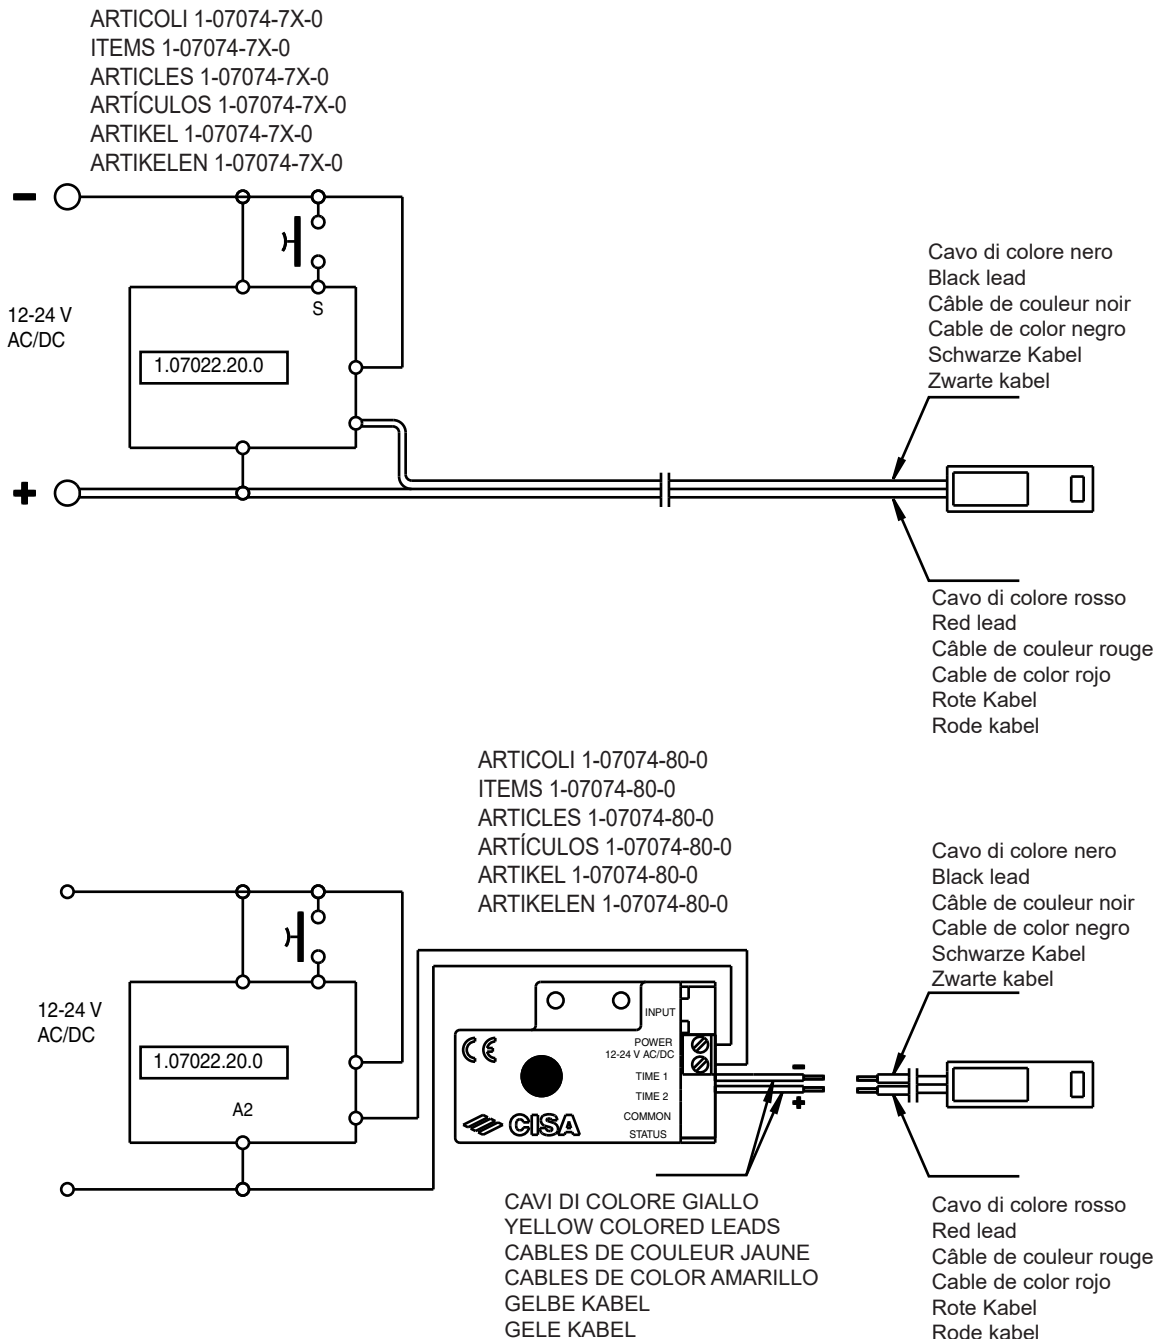 ARTICOLI 1-07074-7X-0
ITEMS 1-07074-7X-0
ARTICLES 1-07074-7X-0
ARTÍCULOS 1-07074-7X-0
ARTIKEL 1-07074-7X-0
ARTIKELEN 1-07074-7X-0
-
S
12-24 V
AC/DC
1.07022.20.0
+
Cavo di colore nero
Black lead
Câble de couleur noir
Cable de color negro
Schwarze Kabel
Zwarte kabel
Cavo di colore rosso
Red lead
Câble de couleur rouge
Cable de color rojo
Rote Kabel
Rode kabel
ARTICOLI 1-07074-80-0
ITEMS 1-07074-80-0
ARTICLES 1-07074-80-0
ARTÍCULOS 1-07074-80-0
ARTIKEL 1-07074-80-0
ARTIKELEN 1-07074-80-0
12-24 V
AC/DC
1.07022.20.0
A2
CE
CISA
INPUT
POWER
12-24 V AC/DC
TIME 1
TIME 2
COMMON
STATUS
-
+
Cavo di colore nero
Black lead
Câble de couleur noir
Cable de color negro
Schwarze Kabel
Zwarte kabel
CAVI DI COLORE GIALLO
YELLOW COLORED LEADS
CABLES DE COULEUR JAUNE
CABLES DE COLOR AMARILLO
GELBE KABEL
GELE KABEL
Cavo di colore rosso
Red lead
Câble de couleur rouge
Cable de color rojo
Rote Kabel
Rode kabel